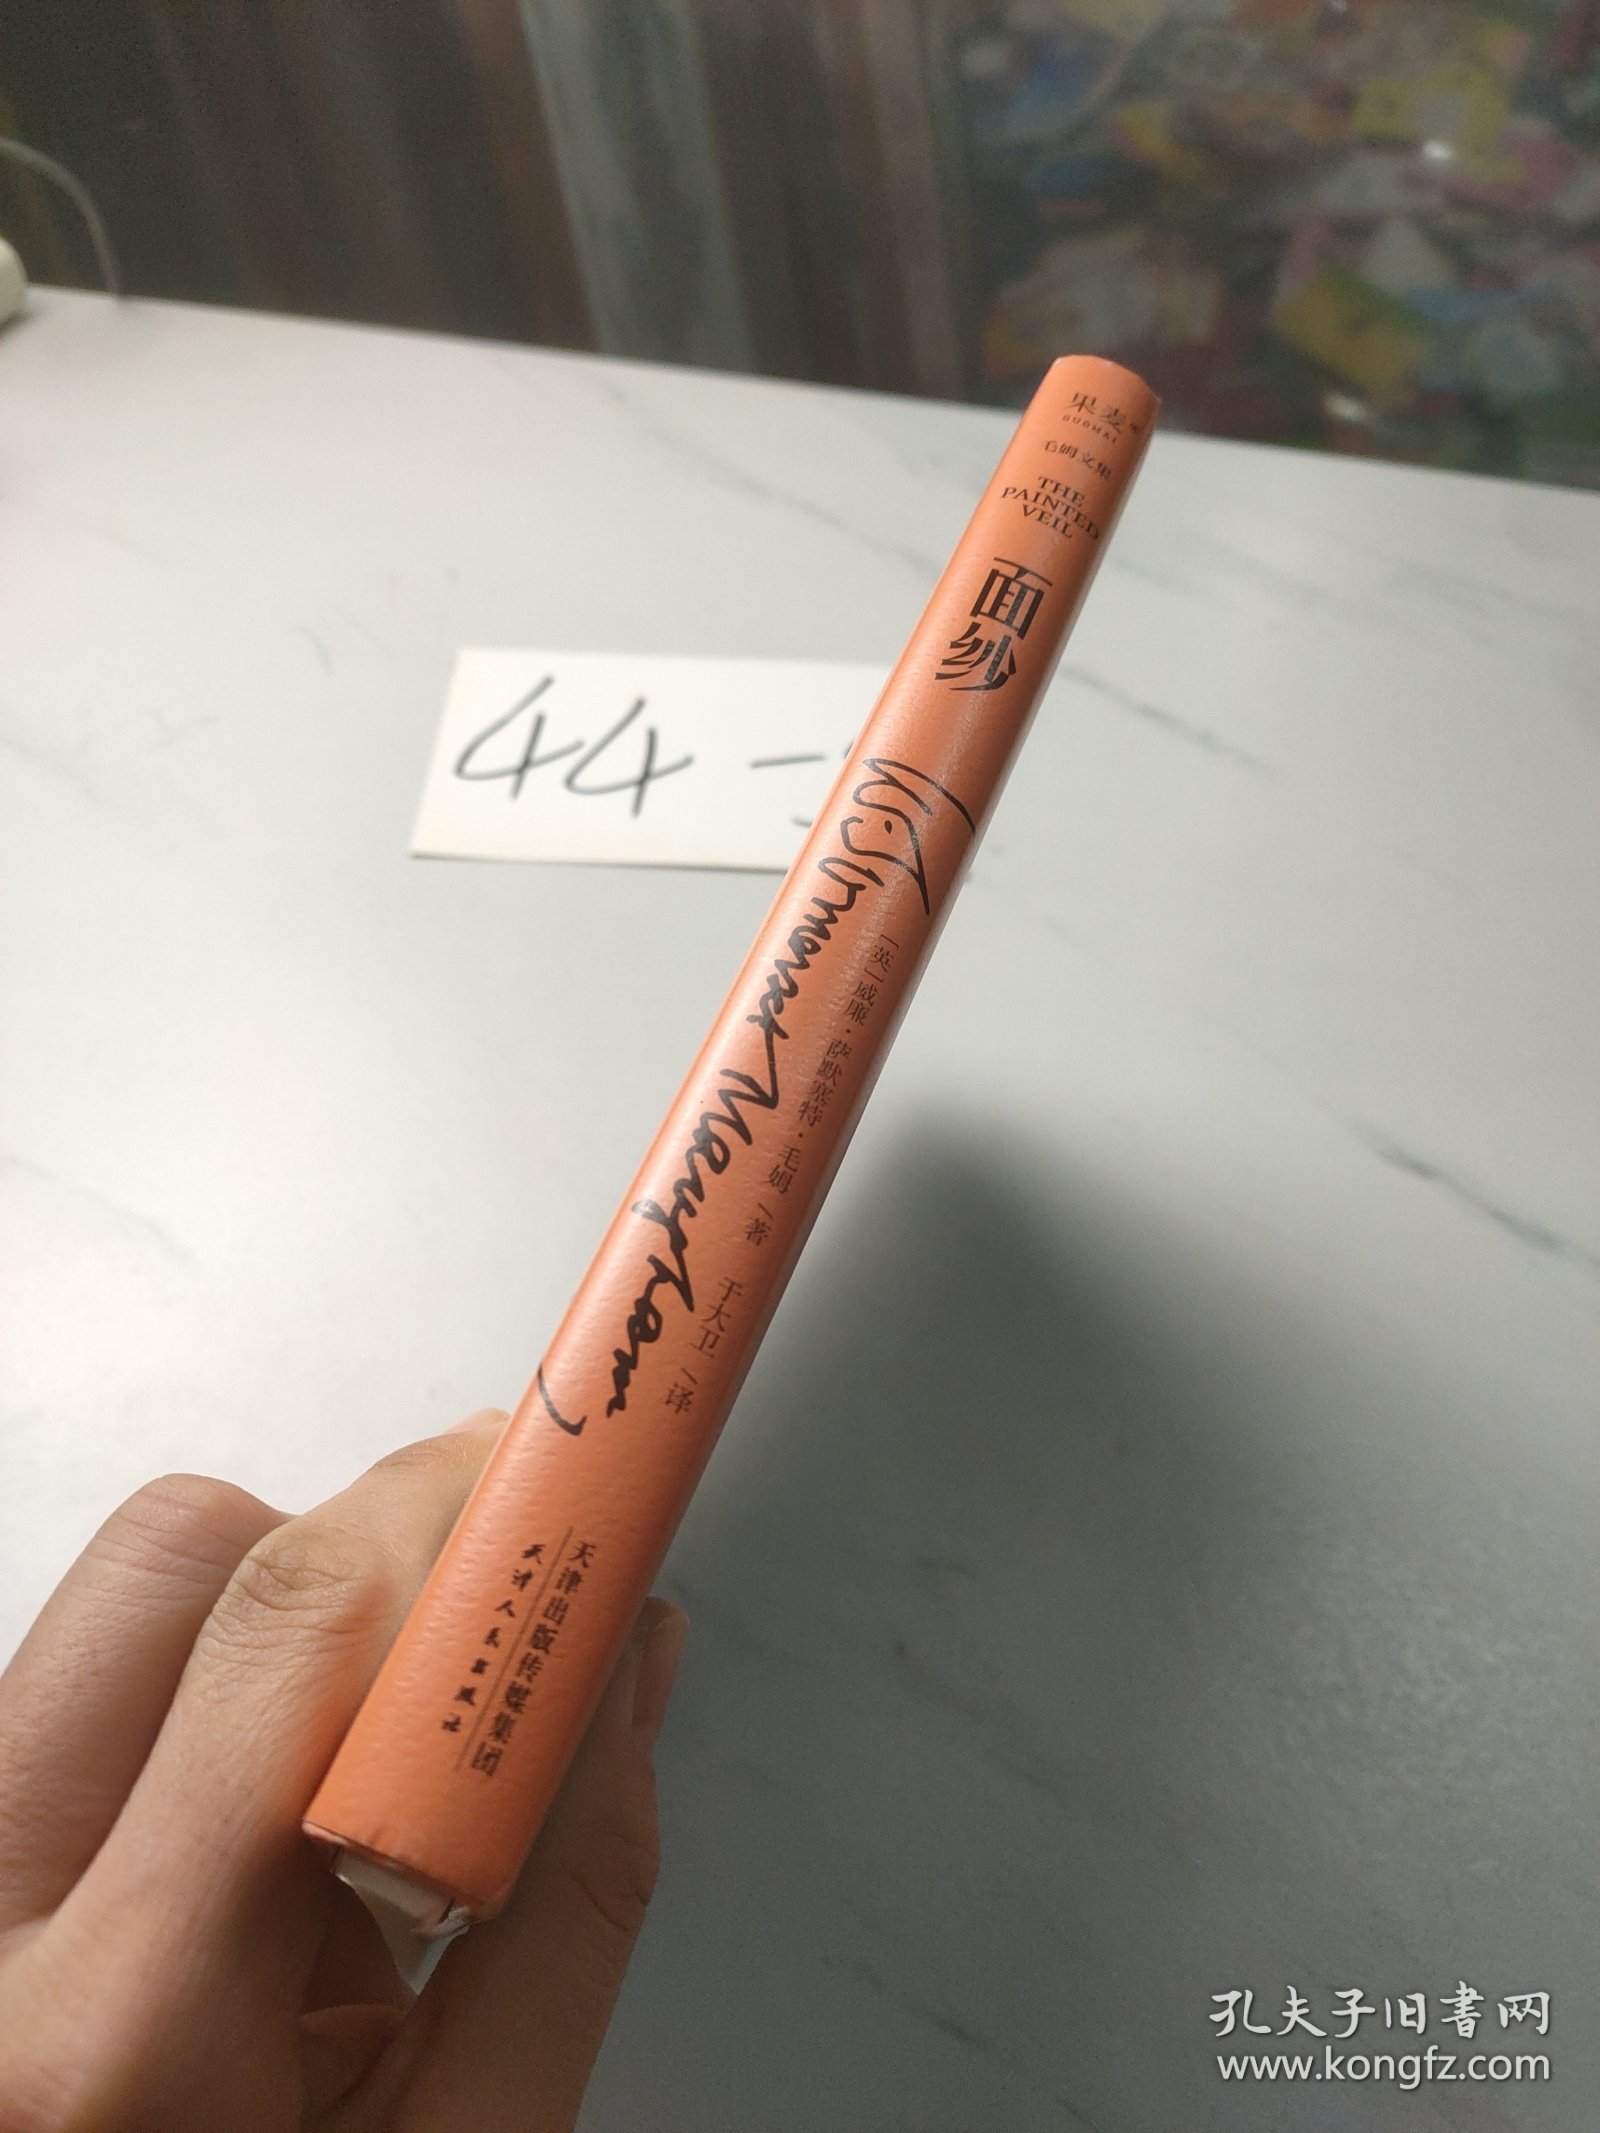 果麦
GUOMAI
毛姆文集
THE
PAINTED
VEIL
面纱
W. Somerset Maugham
[英]威廉·萨默塞特·毛姆/著
于大卫/译
天津出版传媒集团
天津人民出版社
44-
孔夫子旧书网
www.kongfz.com